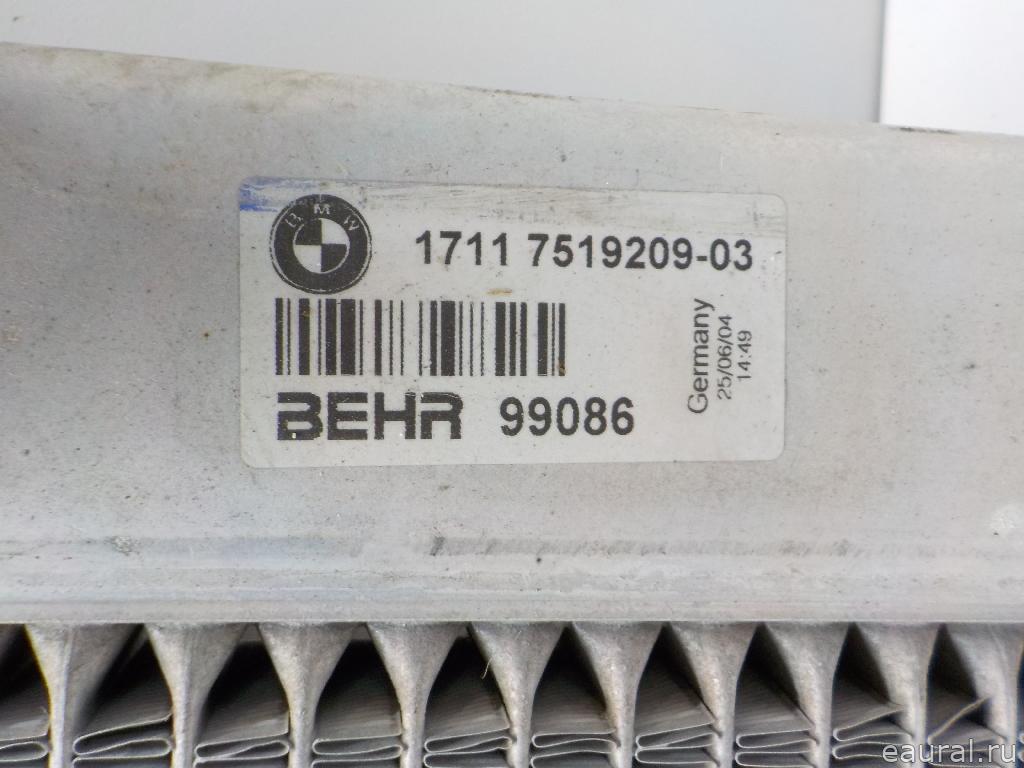 BMW
1711 7519209-03
BEHR 99086
Germany
25/06/04
14:49
eaural.ru